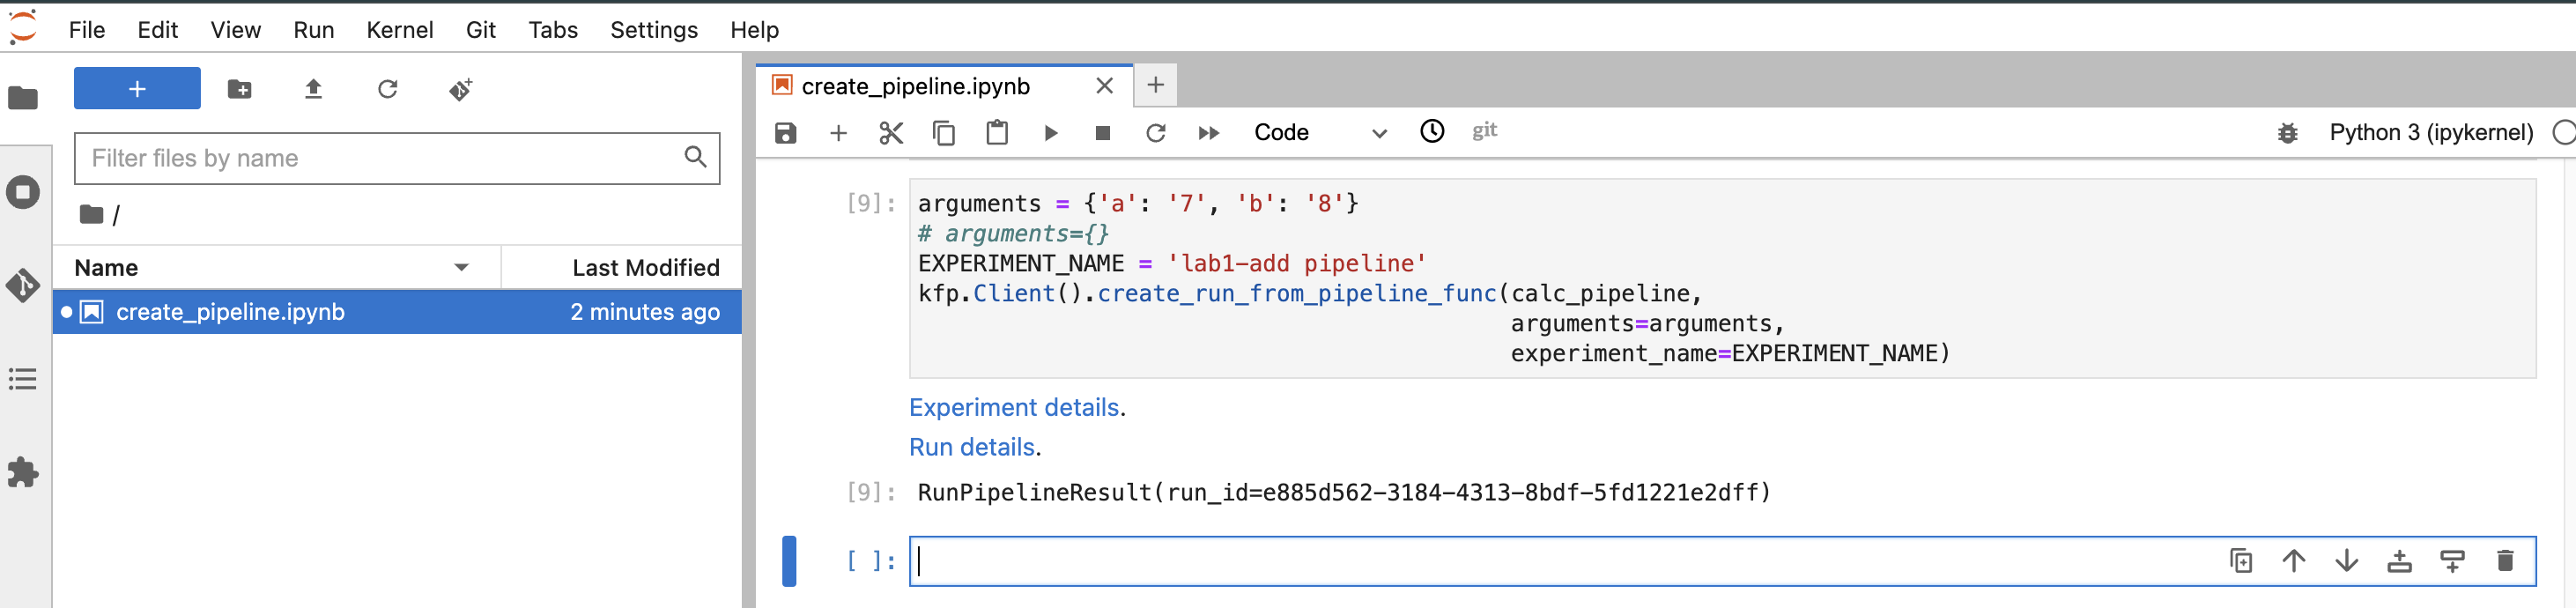 File Edit View Run Kernel Git Tabs Settings Help
+
Filter files by name
/
Name Last Modified
create_pipeline.ipynb 2 minutes ago
create_pipeline.ipynb
Code git Python 3 (ipykernel)
[9]: arguments = {'a': '7', 'b': '8'}
# arguments={}
EXPERIMENT_NAME = 'lab1-add pipeline'
kfp.Client().create_run_from_pipeline_func(calc_pipeline,
arguments=arguments,
experiment_name=EXPERIMENT_NAME)
Experiment details.
Run details.
[9]: RunPipelineResult(run_id=e885d562-3184-4313-8bdf-5fd1221e2dff)
[ ]: